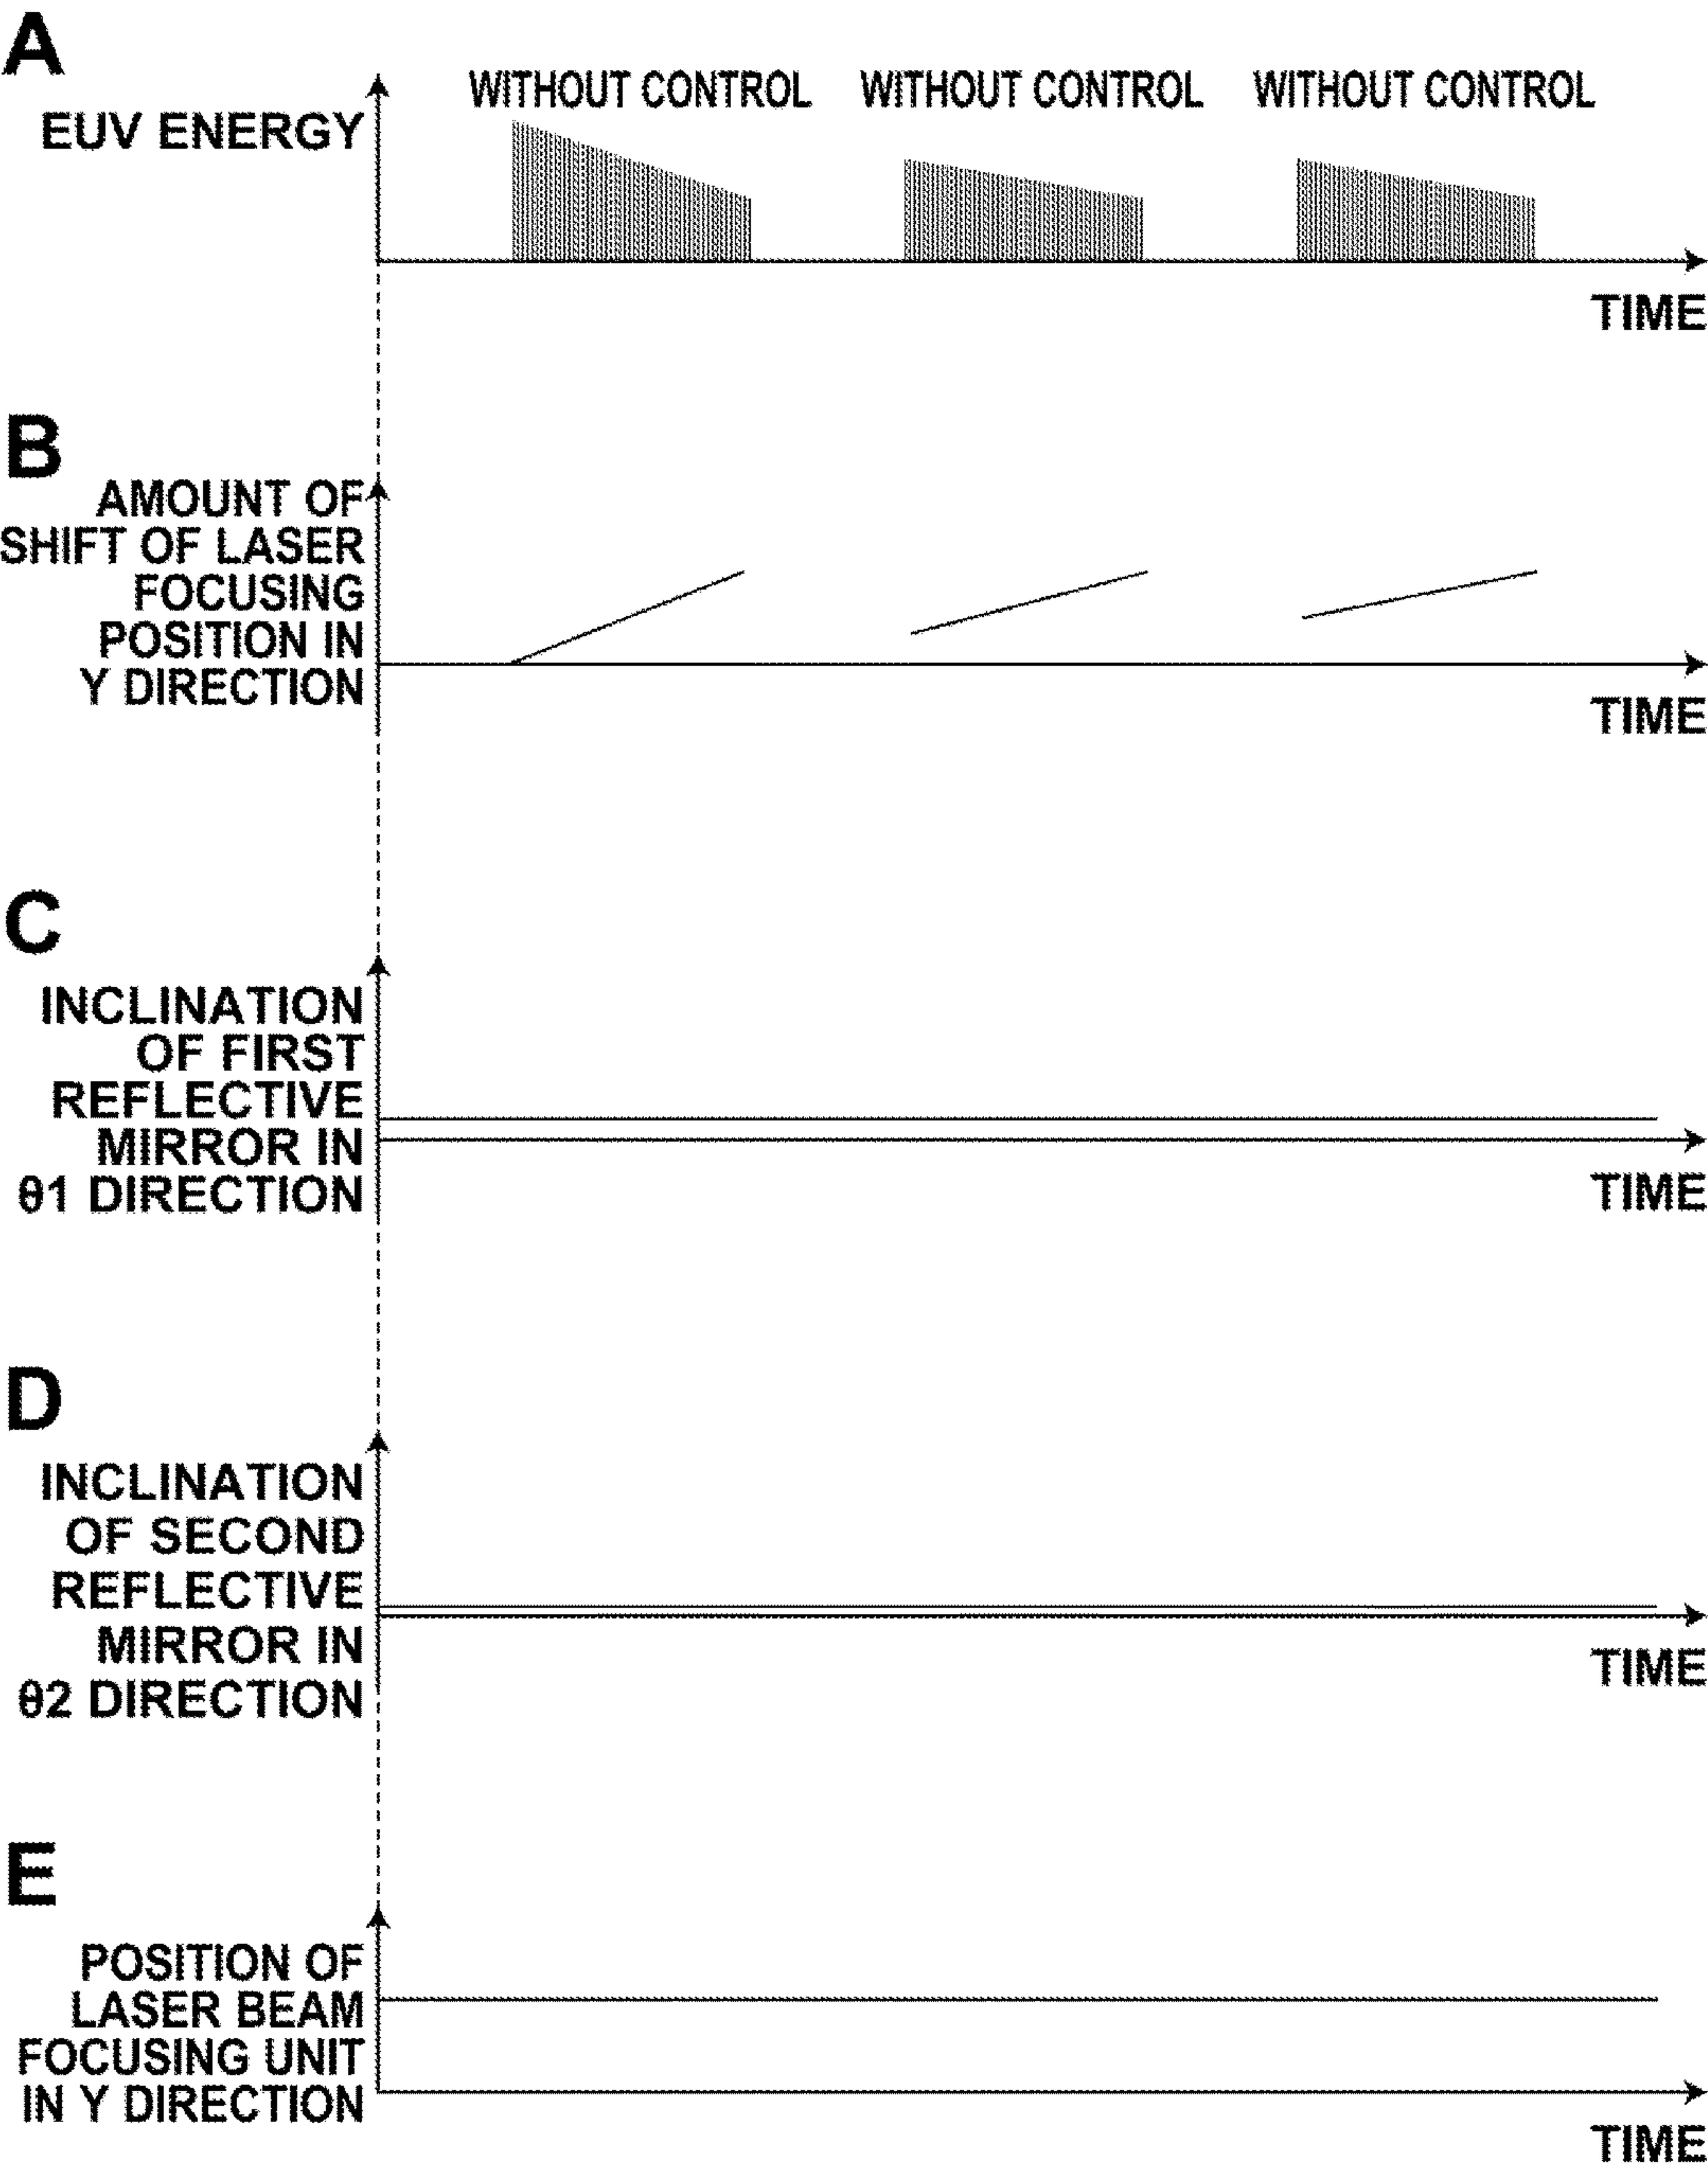 A
WITHOUT CONTROL WITHOUT CONTROL WITHOUT CONTROL
EUV ENERGY
TIME
B
AMOUNT OF
SHIFT OF LASER
FOCUSING
POSITION IN
Y DIRECTION
TIME
C
INCLINATION
OF FIRST
REFLECTIVE
MIRROR IN
θ1 DIRECTION
TIME
D
INCLINATION
OF SECOND
REFLECTIVE
MIRROR IN
θ2 DIRECTION
TIME
E
POSITION OF
LASER BEAM
FOCUSING UNIT
IN Y DIRECTION
TIME